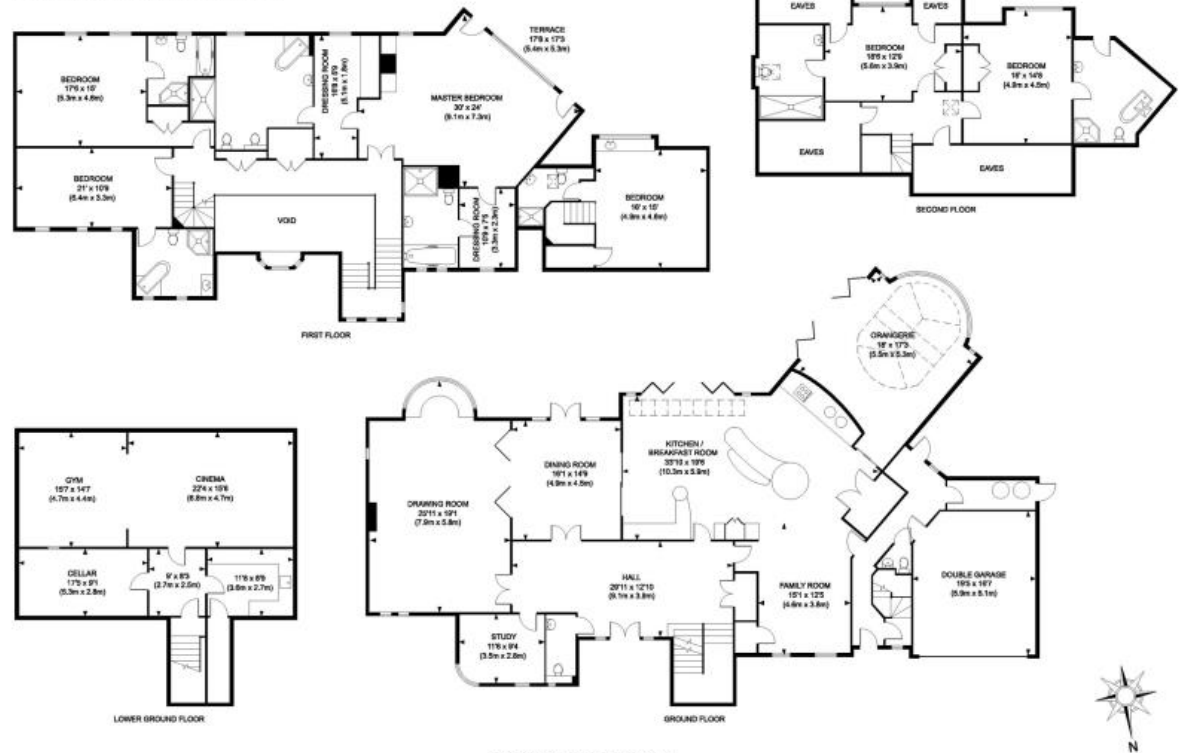 BEDROOM
17'6 x 15'
(5.3m x 4.6m)
BEDROOM
21' x 10'9
(6.4m x 3.3m)
DRESSING ROOM
(5.1m x 1.8m)
MASTER BEDROOM
30' x 24'
(9.1m x 7.3m)
TERRACE
17'9 x 17'3
(5.4m x 5.3m)
VOID
DRESSING ROOM
10'9 x 7'5
(3.3m x 2.3m)
BEDROOM
16' x 15'
(4.9m x 4.6m)
FIRST FLOOR
EAVES
EAVES
BEDROOM
18'6 x 12'9
(5.6m x 3.9m)
BEDROOM
16' x 14'8
(4.9m x 4.5m)
EAVES
EAVES
SECOND FLOOR
GYM
15'7 x 14'7
(4.7m x 4.4m)
CINEMA
22'4 x 15'6
(6.8m x 4.7m)
CELLAR
17'5 x 9'1
(5.3m x 2.8m)
9' x 8'3
(2.7m x 2.5m)
11'8 x 8'9
(3.6m x 2.7m)
LOWER GROUND FLOOR
ORANGERIE
18' x 17'3
(5.5m x 5.3m)
KITCHEN /
BREAKFAST ROOM
33'10 x 19'6
(10.3m x 5.9m)
DINING ROOM
16'1 x 14'9
(4.9m x 4.5m)
DRAWING ROOM
25'11 x 19'1
(7.9m x 5.8m)
HALL
29'11 x 12'10
(9.1m x 3.9m)
FAMILY ROOM
15'1 x 12'5
(4.6m x 3.8m)
DOUBLE GARAGE
19'5 x 16'7
(5.9m x 5.1m)
STUDY
11'6 x 9'4
(3.5m x 2.8m)
GROUND FLOOR
N